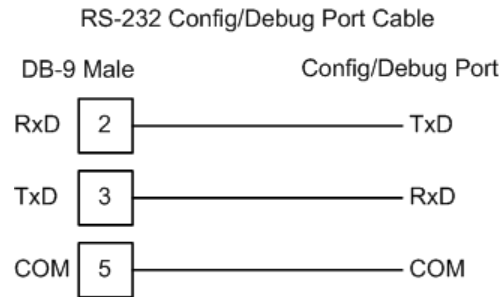 RS-232 Config/Debug Port Cable
DB-9 Male Config/Debug Port
RxD 2 TxD
TxD 3 RxD
COM 5 COM